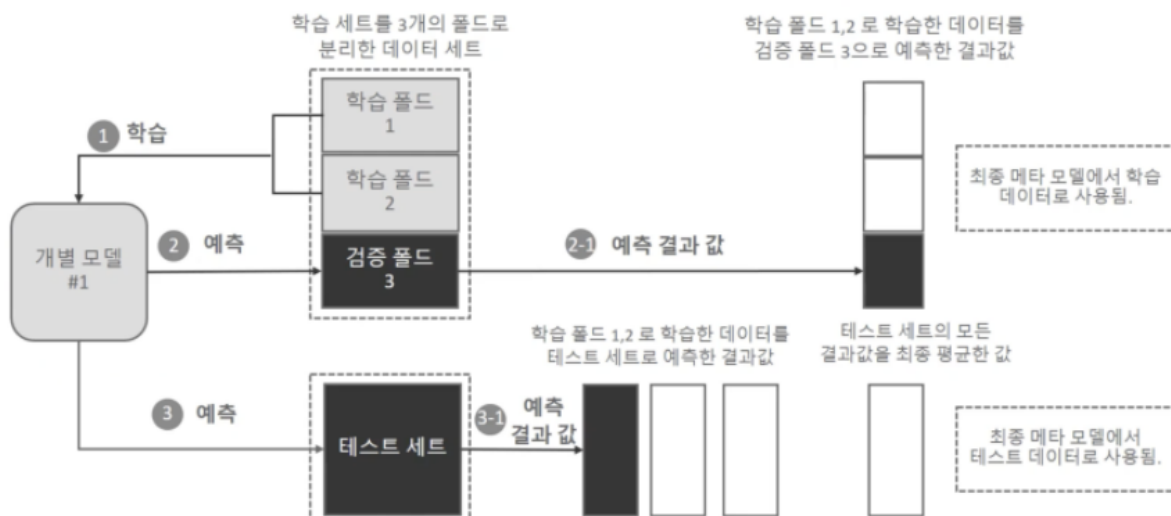 학습 세트를 3개의 폴드로
분리한 데이터 세트
학습 폴드 1,2 로 학습한 데이터를
검증 폴드 3으로 예측한 결과값
학습 폴드
1
1 학습
학습 폴드
2
최종 메타 모델에서 학습
데이터로 사용됨.
개별 모델
#1
2 예측
검증 폴드
3
2-1 예측 결과 값
학습 폴드 1,2 로 학습한 데이터를
테스트 세트로 예측한 결과값
테스트 세트의 모든
결과값을 최종 평균한 값
3 예측
테스트 세트
3-1 예측
결과 값
최종 메타 모델에서
테스트 데이터로 사용됨.